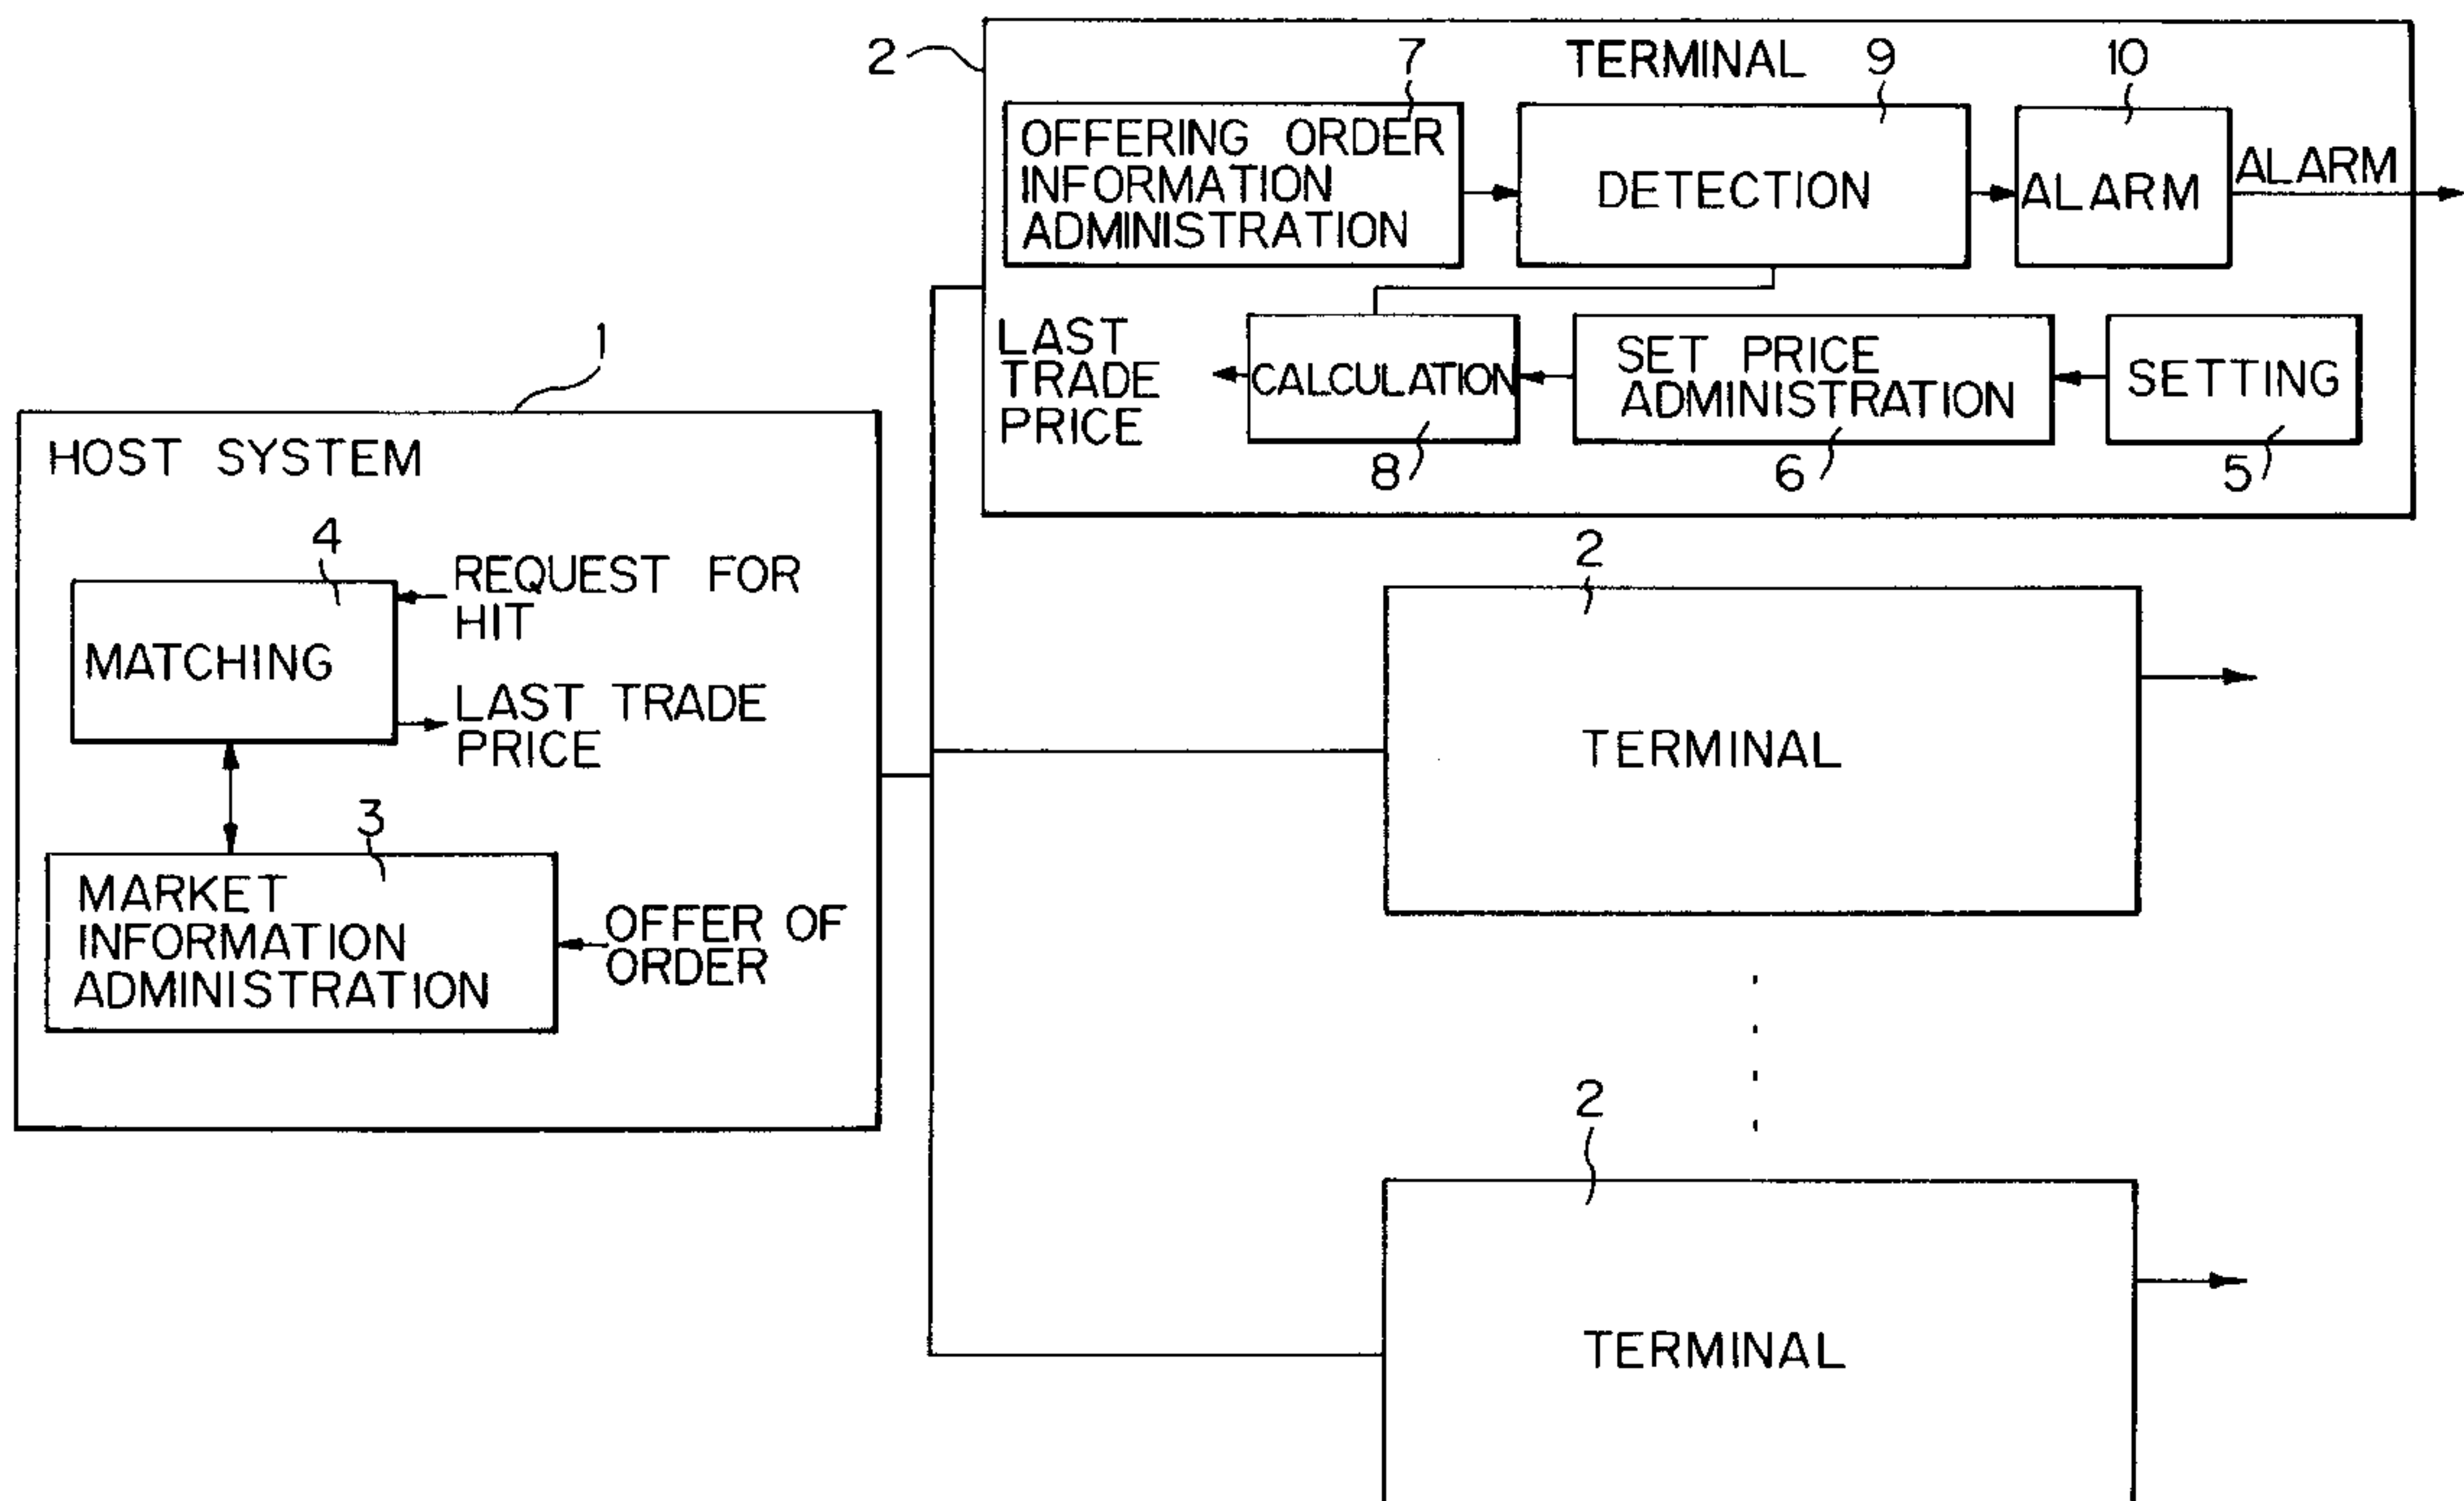 2
TERMINAL
7
9
10
OFFERING ORDER
INFORMATION
ADMINISTRATION
DETECTION
ALARM
ALARM
LAST
TRADE
PRICE
CALCULATION
SET PRICE
ADMINISTRATION
SETTING
8
6
5
1
HOST SYSTEM
4
REQUEST FOR
HIT
MATCHING
LAST TRADE
PRICE
3
MARKET
INFORMATION
ADMINISTRATION
OFFER OF
ORDER
2
TERMINAL
2
TERMINAL